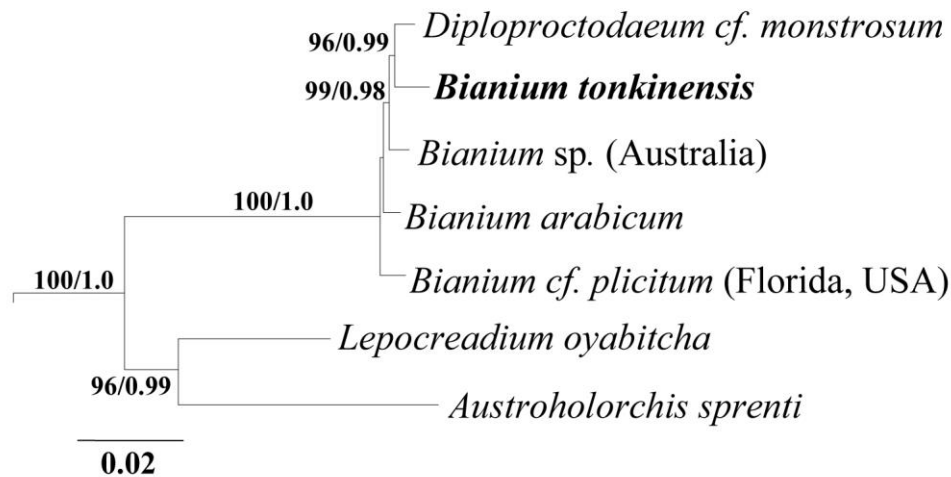 Diploproctodaeum cf. monstrosum
96/0.99
Bianium tonkinensis
99/0.98
Bianium sp. (Australia)
100/1.0
Bianium arabicum
100/1.0
Bianium cf. plicitum (Florida, USA)
Lepocreadium oyabitcha
96/0.99
Austroholorchis sprenti
0.02